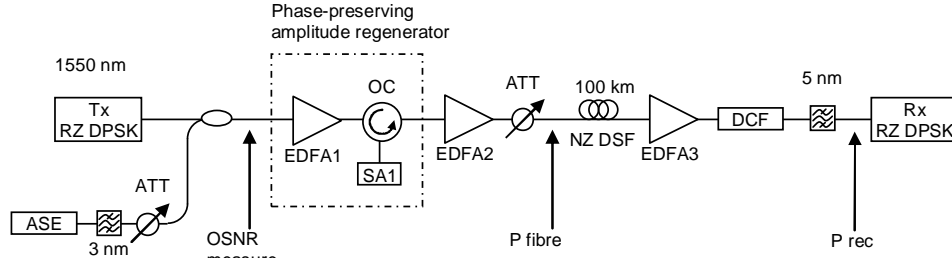 Phase-preserving
amplitude regenerator
1550 nm
Tx
RZ DPSK
OC
EDFA1
SA1
EDFA2
ATT
100 km
NZ DSF
EDFA3
DCF
5 nm
Rx
RZ DPSK
ATT
ASE
3 nm
OSNR
measure
P fibre
P rec